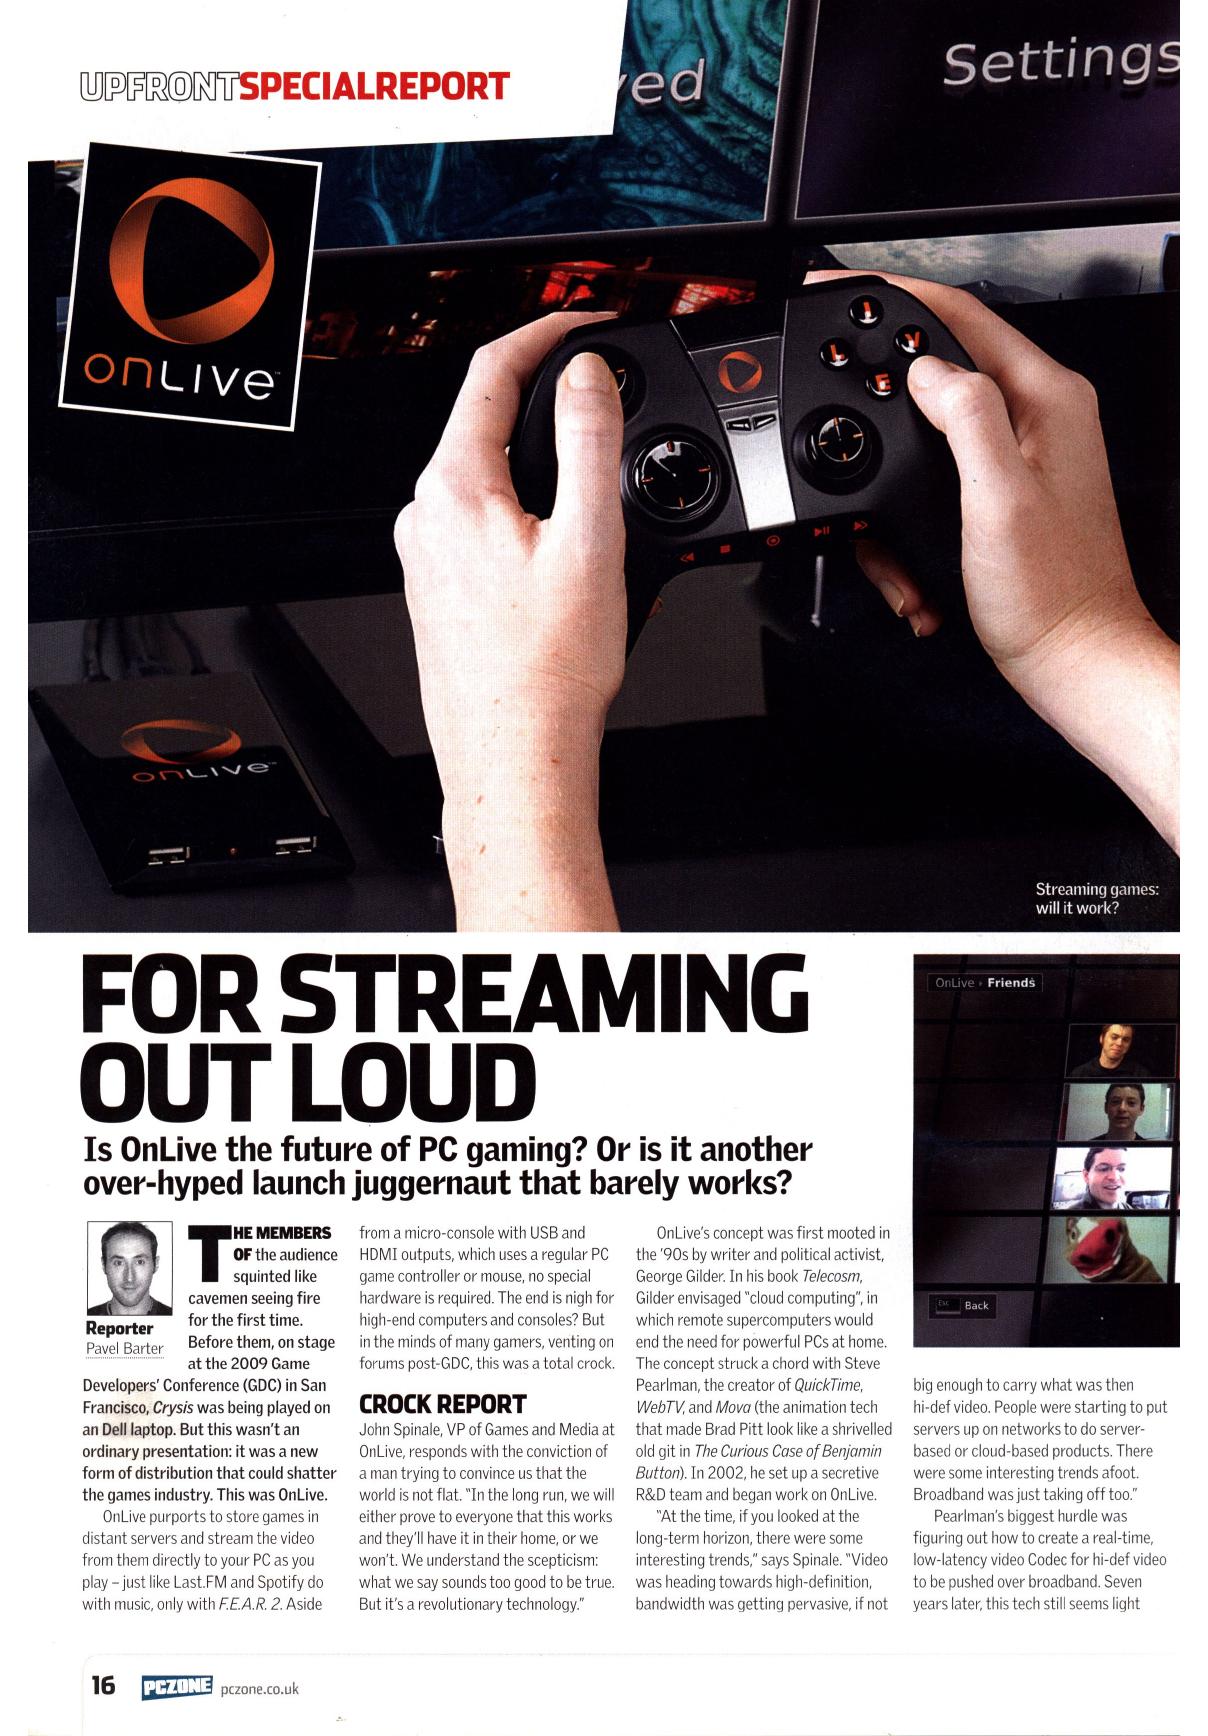 UPFRONTSPECIALREPORT
yed
Settings
ONLIVE™
I
L
V
E
ONLIVE™
Streaming games:
will it work?
FOR STREAMING
OUT LOUD
Is OnLive the future of PC gaming? Or is it another
over-hyped launch juggernaut that barely works?
Reporter
Pavel Barter
THE MEMBERS
OF the audience
squinted like
cavemen seeing fire
for the first time.
Before them, on stage
at the 2009 Game
Developers' Conference (GDC) in San
Francisco, Crysis was being played on
an Dell laptop. But this wasn't an
ordinary presentation: it was a new
form of distribution that could shatter
the games industry. This was OnLive.
OnLive purports to store games in
distant servers and stream the video
from them directly to your PC as you
play – just like Last.FM and Spotify do
with music, only with F.E.A.R. 2. Aside
from a micro-console with USB and
HDMI outputs, which uses a regular PC
game controller or mouse, no special
hardware is required. The end is nigh for
high-end computers and consoles? But
in the minds of many gamers, venting on
forums post-GDC, this was a total crock.
CROCK REPORT
John Spinale, VP of Games and Media at
OnLive, responds with the conviction of
a man trying to convince us that the
world is not flat. "In the long run, we will
either prove to everyone that this works
and they'll have it in their home, or we
won't. We understand the scepticism:
what we say sounds too good to be true.
But it's a revolutionary technology."
OnLive's concept was first mooted in
the '90s by writer and political activist,
George Gilder. In his book Telecosm,
Gilder envisaged "cloud computing", in
which remote supercomputers would
end the need for powerful PCs at home.
The concept struck a chord with Steve
Pearlman, the creator of QuickTime,
WebTV, and Mova (the animation tech
that made Brad Pitt look like a shrivelled
old git in The Curious Case of Benjamin
Button). In 2002, he set up a secretive
R&D team and began work on OnLive.
"At the time, if you looked at the
long-term horizon, there were some
interesting trends," says Spinale. "Video
was heading towards high-definition,
bandwidth was getting pervasive, if not
OnLive › Friends
Esc Back
big enough to carry what was then
hi-def video. People were starting to put
servers up on networks to do server-
based or cloud-based products. There
were some interesting trends afoot.
Broadband was just taking off too."
Pearlman's biggest hurdle was
figuring out how to create a real-time,
low-latency video Codec for hi-def video
to be pushed over broadband. Seven
years later, this tech still seems light
16 PCZONE pczone.co.uk